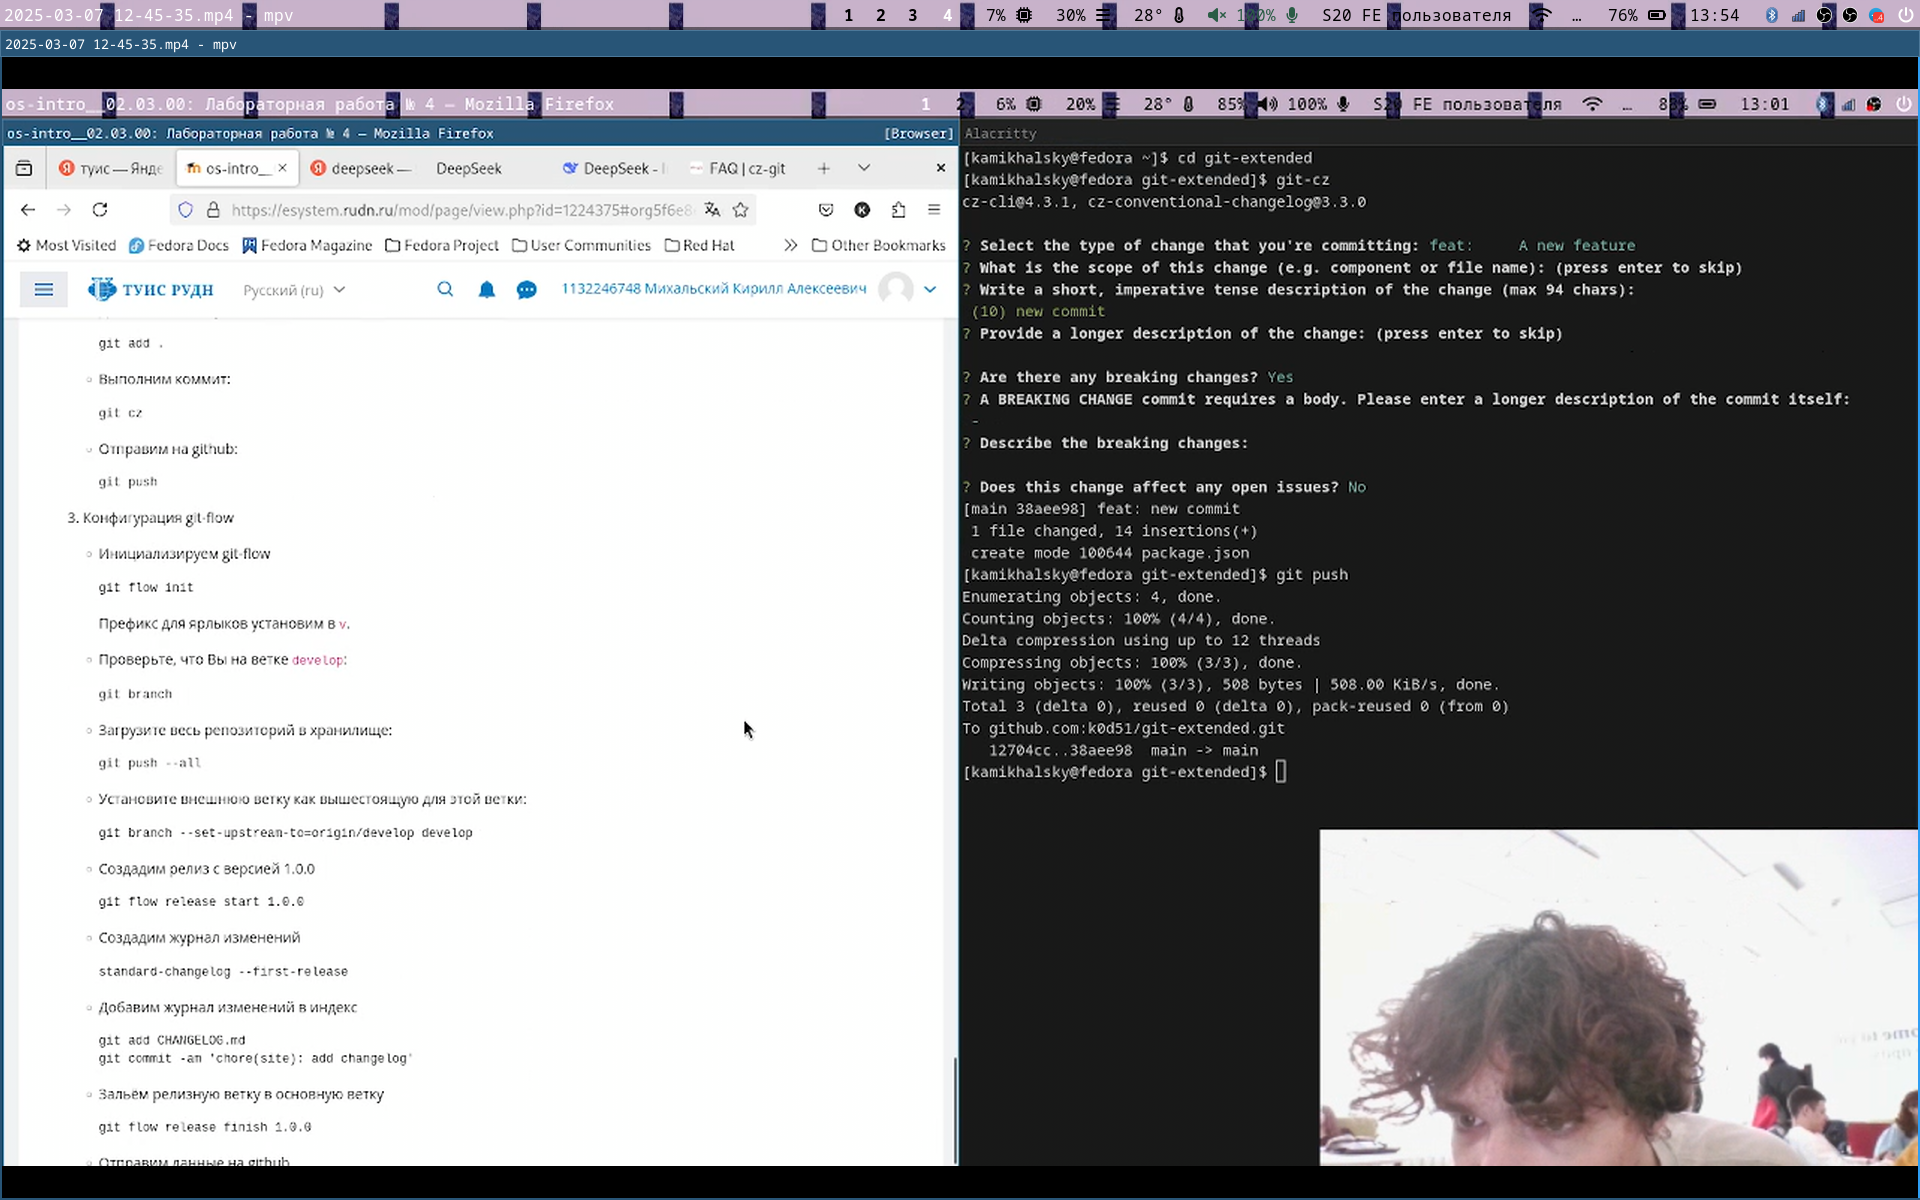 2025-03-07 12-45-35.mp4 - mpv
1 2 3 4 7% 30% 28° 100% S20 FE пользователя … 76% 13:54
2025-03-07 12-45-35.mp4 - mpv
os-intro__02.03.00: Лабораторная работа № 4 — Mozilla Firefox
1 2 6% 20% 28° 85% 100% S20 FE пользователя … 13:01
os-intro__02.03.00: Лабораторная работа № 4 — Mozilla Firefox [Browser]
туис — Янде
os-intro__
deepseek —
DeepSeek
DeepSeek - I
FAQ | cz-git
https://esystem.rudn.ru/mod/page/view.php?id=1224375#org5f6e8
Most Visited Fedora Docs Fedora Magazine Fedora Project User Communities Red Hat Other Bookmarks
ТУИС РУДН Русский (ru) 1132246748 Михальский Кирилл Алексеевич
git add .
Выполним коммит:
git cz
Отправим на github:
git push
3. Конфигурация git-flow
Инициализируем git-flow
git flow init
Префикс для ярлыков установим в v.
Проверьте, что Вы на ветке develop:
git branch
Загрузите весь репозиторий в хранилище:
git push --all
Установите внешнюю ветку как вышестоящую для этой ветки:
git branch --set-upstream-to=origin/develop develop
Создадим релиз с версией 1.0.0
git flow release start 1.0.0
Создадим журнал изменений
standard-changelog --first-release
Добавим журнал изменений в индекс
git add CHANGELOG.md
git commit -am 'chore(site): add changelog'
Зальём релизную ветку в основную ветку
git flow release finish 1.0.0
Отправим данные на github
Alacritty
[kamikhalsky@fedora ~]$ cd git-extended
[kamikhalsky@fedora git-extended]$ git-cz
cz-cli@4.3.1, cz-conventional-changelog@3.3.0
? Select the type of change that you're committing: feat: A new feature
? What is the scope of this change (e.g. component or file name): (press enter to skip)
? Write a short, imperative tense description of the change (max 94 chars):
(10) new commit
? Provide a longer description of the change: (press enter to skip)
? Are there any breaking changes? Yes
? A BREAKING CHANGE commit requires a body. Please enter a longer description of the commit itself:
-
? Describe the breaking changes:
? Does this change affect any open issues? No
[main 38aee98] feat: new commit
1 file changed, 14 insertions(+)
create mode 100644 package.json
[kamikhalsky@fedora git-extended]$ git push
Enumerating objects: 4, done.
Counting objects: 100% (4/4), done.
Delta compression using up to 12 threads
Compressing objects: 100% (3/3), done.
Writing objects: 100% (3/3), 508 bytes | 508.00 KiB/s, done.
Total 3 (delta 0), reused 0 (delta 0), pack-reused 0 (from 0)
To github.com:k0d51/git-extended.git
12704cc..38aee98 main -> main
[kamikhalsky@fedora git-extended]$